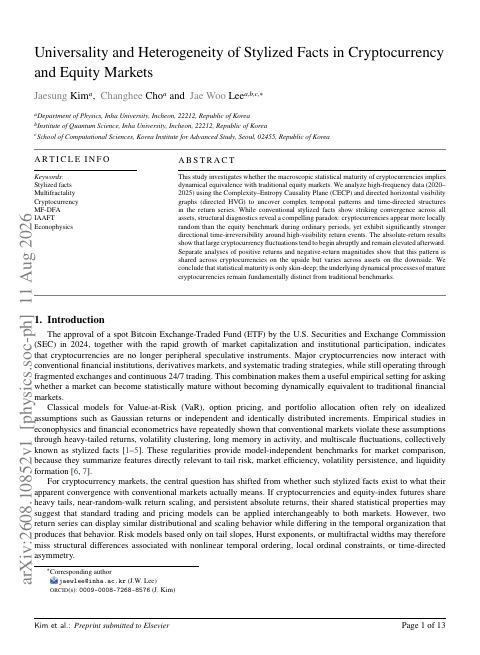 Universality and Heterogeneity of Stylized Facts in Cryptocurrency
and Equity Markets
Jaesung Kimᵃ, Changhee Choᵃ and Jae Woo Leeᵃ,ᵇ,ᶜ,*
ᵃDepartment of Physics, Inha University, Incheon, 22212, Republic of Korea
ᵇInstitute of Quantum Science, Inha University, Incheon, 22212, Republic of Korea
ᶜSchool of Computational Sciences, Korea Institute for Advanced Study, Seoul, 02455, Republic of Korea
ARTICLE INFO
Keywords:
Stylized facts
Multifractality
Cryptocurrency
MF-DFA
IAAFT
Econophysics
ABSTRACT
This study investigates whether the macroscopic statistical maturity of cryptocurrencies implies
dynamical equivalence with traditional equity markets. We analyze high-frequency data (2020–
2025) using the Complexity–Entropy Causality Plane (CECP) and directed horizontal visibility
graphs (directed HVG) to uncover complex temporal patterns and time-directed structures
in the return series. While conventional stylized facts show striking convergence across all
assets, structural diagnostics reveal a compelling paradox: cryptocurrencies appear more locally
random than the equity benchmark during ordinary periods, yet exhibit significantly stronger
directional time-irreversibility around high-visibility return events. The absolute-return results
show that large cryptocurrency fluctuations tend to begin abruptly and remain elevated afterward.
Separate analyses of positive returns and negative-return magnitudes show that this pattern is
shared across cryptocurrencies on the upside but varies across assets on the downside. We
conclude that statistical maturity is only skin-deep; the underlying dynamical processes of mature
cryptocurrencies remain fundamentally distinct from traditional benchmarks.
1. Introduction
The approval of a spot Bitcoin Exchange-Traded Fund (ETF) by the U.S. Securities and Exchange Commission
(SEC) in 2024, together with the rapid growth of market capitalization and institutional participation, indicates
that cryptocurrencies are no longer peripheral speculative instruments. Major cryptocurrencies now interact with
conventional financial institutions, derivatives markets, and systematic trading strategies, while still operating through
fragmented exchanges and continuous 24/7 trading. This combination makes them a useful empirical setting for asking
whether a market can become statistically mature without becoming dynamically equivalent to traditional financial
markets.
Classical models for Value-at-Risk (VaR), option pricing, and portfolio allocation often rely on idealized
assumptions such as Gaussian returns or independent and identically distributed increments. Empirical studies in
econophysics and financial econometrics have repeatedly shown that conventional markets violate these assumptions
through heavy-tailed returns, volatility clustering, long memory in activity, and multiscale fluctuations, collectively
known as stylized facts [1–5]. These regularities provide model-independent benchmarks for market comparison,
because they summarize features directly relevant to tail risk, market efficiency, volatility persistence, and liquidity
formation [6, 7].
For cryptocurrency markets, the central question has shifted from whether such stylized facts exist to what their
apparent convergence with conventional markets actually means. If cryptocurrencies and equity-index futures share
heavy tails, near-random-walk return scaling, and persistent absolute returns, their shared statistical properties may
suggest that standard trading and pricing models can be applied interchangeably to both markets. However, two
return series can display similar distributional and scaling behavior while differing in the temporal organization that
produces that behavior. Risk models based only on tail slopes, Hurst exponents, or multifractal widths may therefore
miss structural differences associated with nonlinear temporal ordering, local ordinal constraints, or time-directed
asymmetry.
*Corresponding author
jaewlee@inha.ac.kr (J.W. Lee)
ORCID(s): 0009-0008-7268-8576 (J. Kim)
Kim et al.: Preprint submitted to Elsevier
Page 1 of 13
arXiv:2608.10852v1 [physics.soc-ph] 11 Aug 2026